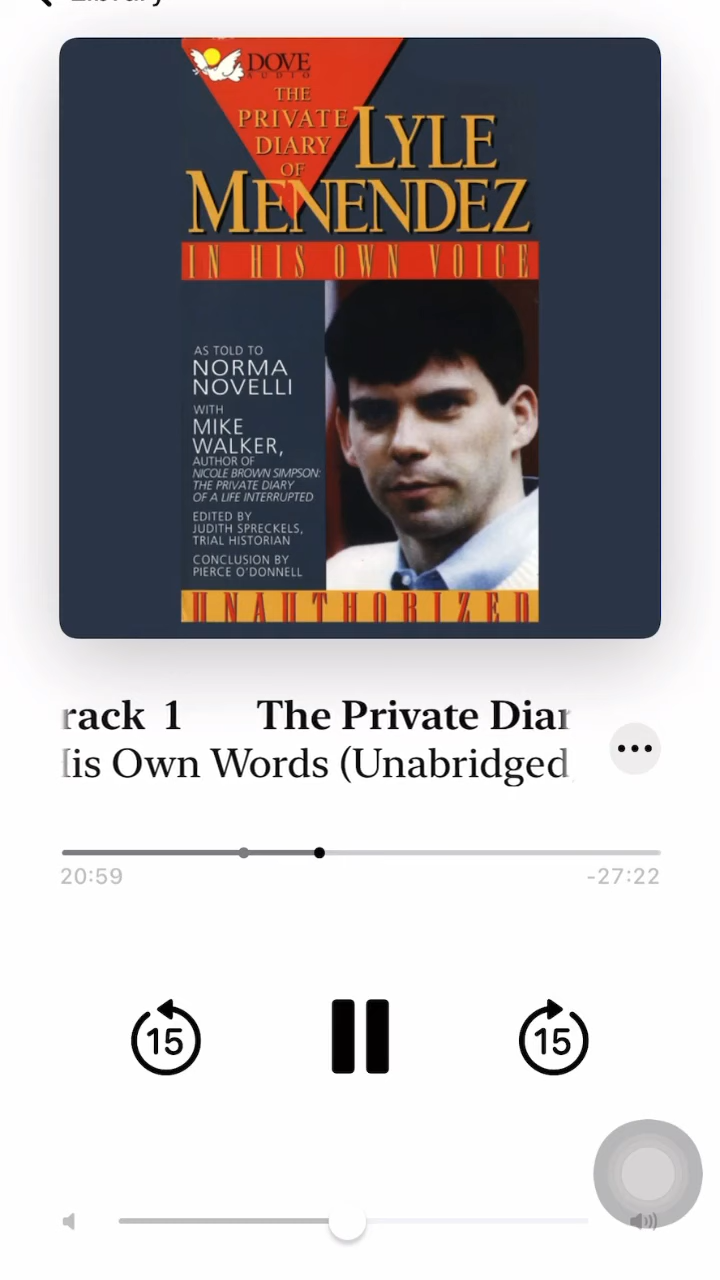 DOVE
AUDIO
THE
PRIVATE
DIARY
OF
LYLE
MENENDEZ
IN HIS OWN VOICE
AS TOLD TO
NORMA
NOVELLI
WITH
MIKE
WALKER,
AUTHOR OF
NICOLE BROWN SIMPSON:
THE PRIVATE DIARY
OF A LIFE INTERRUPTED
EDITED BY
JUDITH SPRECKELS,
TRIAL HISTORIAN
CONCLUSION BY
PIERCE O'DONNELL
UNAUTHORIZED
rack 1 The Private Diar
His Own Words (Unabridged
20:59
-27:22
15
15